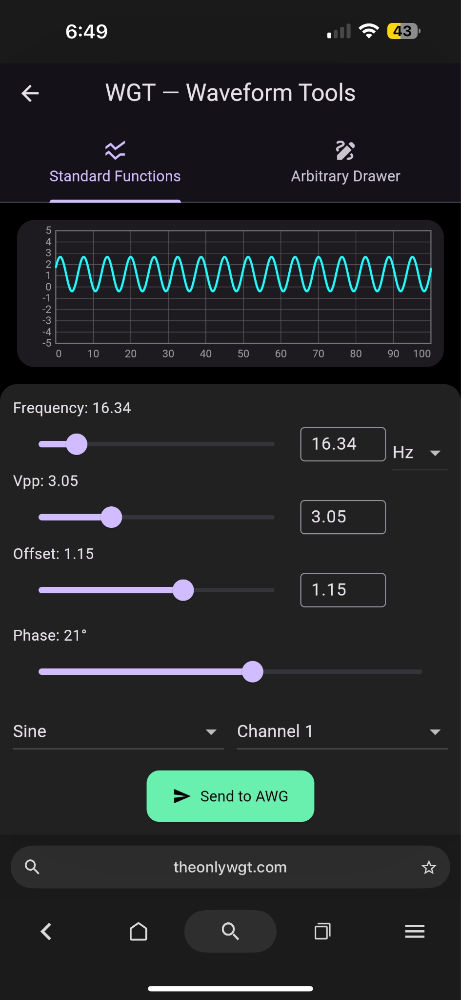 6:49
43
WGT — Waveform Tools
Standard Functions
Arbitrary Drawer
5
4
3
2
1
0
-1
-2
-3
-4
-5
0 10 20 30 40 50 60 70 80 90 100
Frequency: 16.34
16.34
Hz
Vpp: 3.05
3.05
Offset: 1.15
1.15
Phase: 21°
Sine
Channel 1
Send to AWG
theonlywgt.com